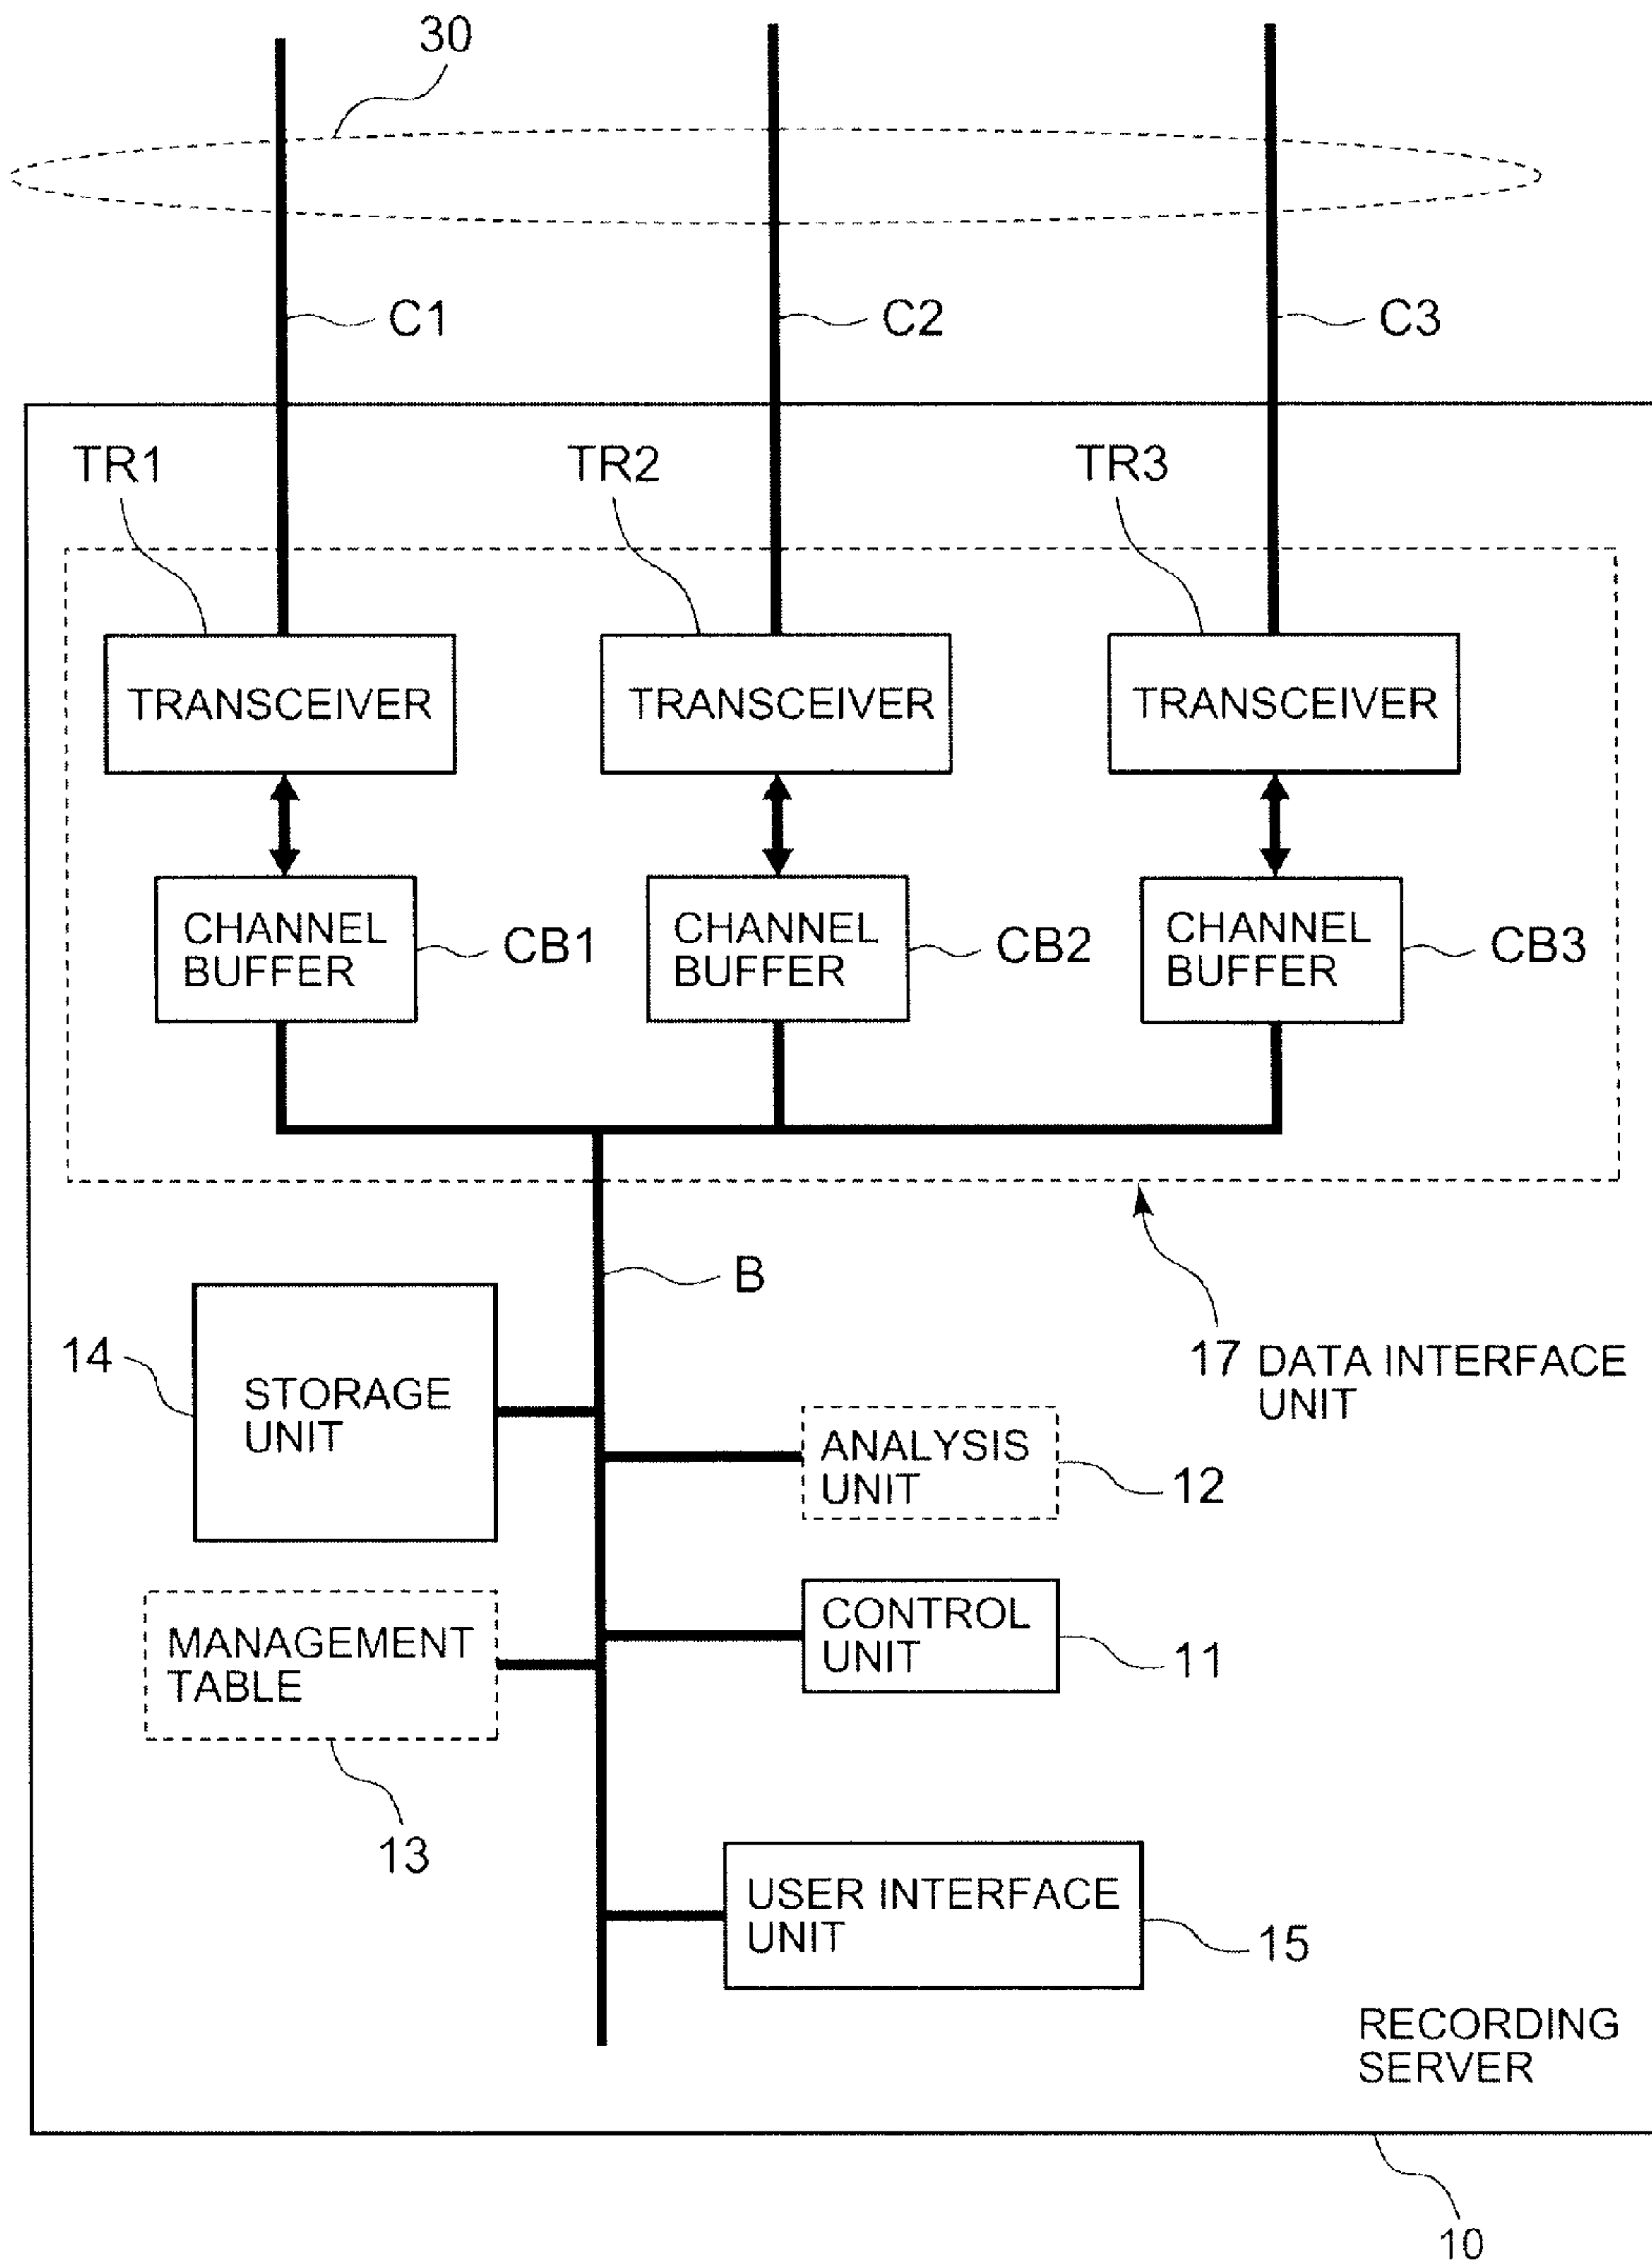 30
C1
C2
C3
TR1
TR2
TR3
TRANSCEIVER
TRANSCEIVER
TRANSCEIVER
CHANNEL
BUFFER
CB1
CHANNEL
BUFFER
CB2
CHANNEL
BUFFER
CB3
B
17 DATA INTERFACE
UNIT
14
STORAGE
UNIT
ANALYSIS
UNIT
12
CONTROL
UNIT
11
MANAGEMENT
TABLE
13
USER INTERFACE
UNIT
15
RECORDING
SERVER
10